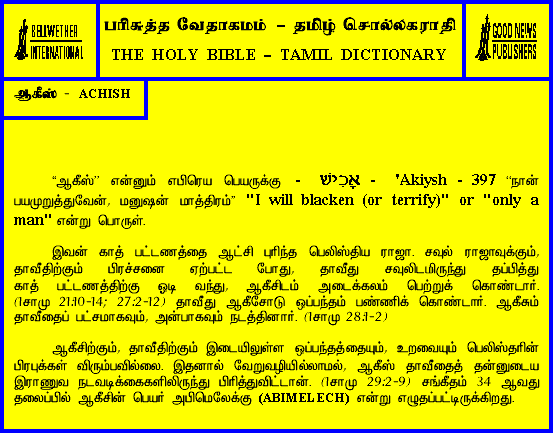 BELLWETHER
INTERNATIONAL
பரிசுத்த வேதாகமம் – தமிழ் சொல்லகராதி
THE HOLY BIBLE – TAMIL DICTIONARY
GOOD NEWS
PUBLISHERS
ஆகீஸ் - ACHISH
“ஆகீஸ்” என்னும் எபிரெய பெயருக்கு - אָכִישׁ - 'Akiysh - 397 “நான்
பயமுறுத்துவேன், மனுஷன் மாத்திரம்” "I will blacken (or terrify)" or "only a
man" என்று பொருள்.
இவன் காத் பட்டணத்தை ஆட்சி புரிந்த பெலிஸ்திய ராஜா. சவுல் ராஜாவுக்கும்,
தாவீதிற்கும் பிரச்சனை ஏற்பட்ட போது, தாவீது சவுலிடமிருந்து தப்பித்து
காத் பட்டணத்திற்கு ஓடி வந்து, ஆகீசிடம் அடைக்கலம் பெற்றுக் கொண்டார்.
(1சாமு 21:10-14; 27:2-12) தாவீது ஆகீசோடு ஒப்பந்தம் பண்ணிக் கொண்டார். ஆகீசும்
தாவீதைப் பட்சமாகவும், அன்பாகவும் நடத்தினார். (1சாமு 28:1-2)
ஆகீசிற்கும், தாவீதிற்கும் இடையிலுள்ள ஒப்பந்தத்தையும், உறவையும் பெலிஸ்தரின்
பிரபுக்கள் விரும்பவில்லை. இதனால் வேறுவழியில்லாமல், ஆகீஸ் தாவீதைத் தன்னுடைய
இராணுவ நடவடிக்கைகளிலிருந்து பிரித்துவிட்டான். (1சாமு 29:2-9) சங்கீதம் 34 ஆவது
தலைப்பில் ஆகீசின் பெயர் அபிமெலேக்கு (ABIMELECH) என்று எழுதப்பட்டிருக்கிறது.